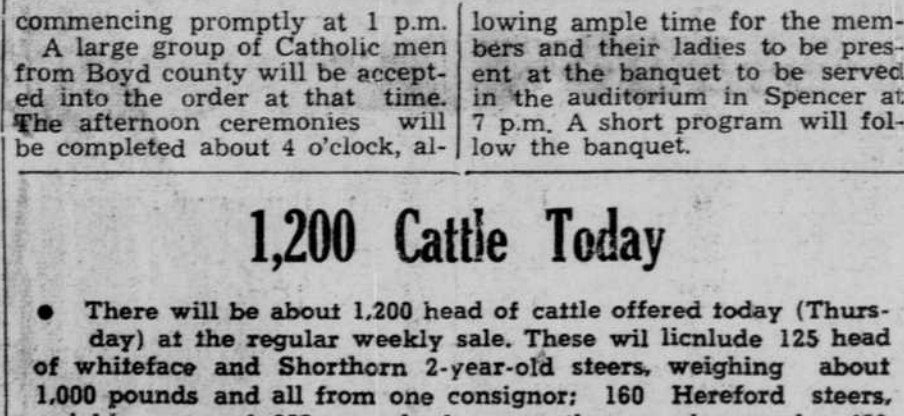 commencing promptly at 1 p.m.
A large group of Catholic men
from Boyd county will be accept-
ed into the order at that time.
The afternoon ceremonies will
be completed about 4 o'clock, al-
lowing ample time for the mem-
bers and their ladies to be pres-
ent at the banquet to be served
in the auditorium in Spencer at
7 p.m. A short program will fol-
low the banquet.
1,200 Cattle Today
● There will be about 1,200 head of cattle offered today (Thurs-
day) at the regular weekly sale. These wil licnlude 125 head
of whiteface and Shorthorn 2-year-old steers, weighing about
1,000 pounds and all from one consignor; 160 Hereford steers,